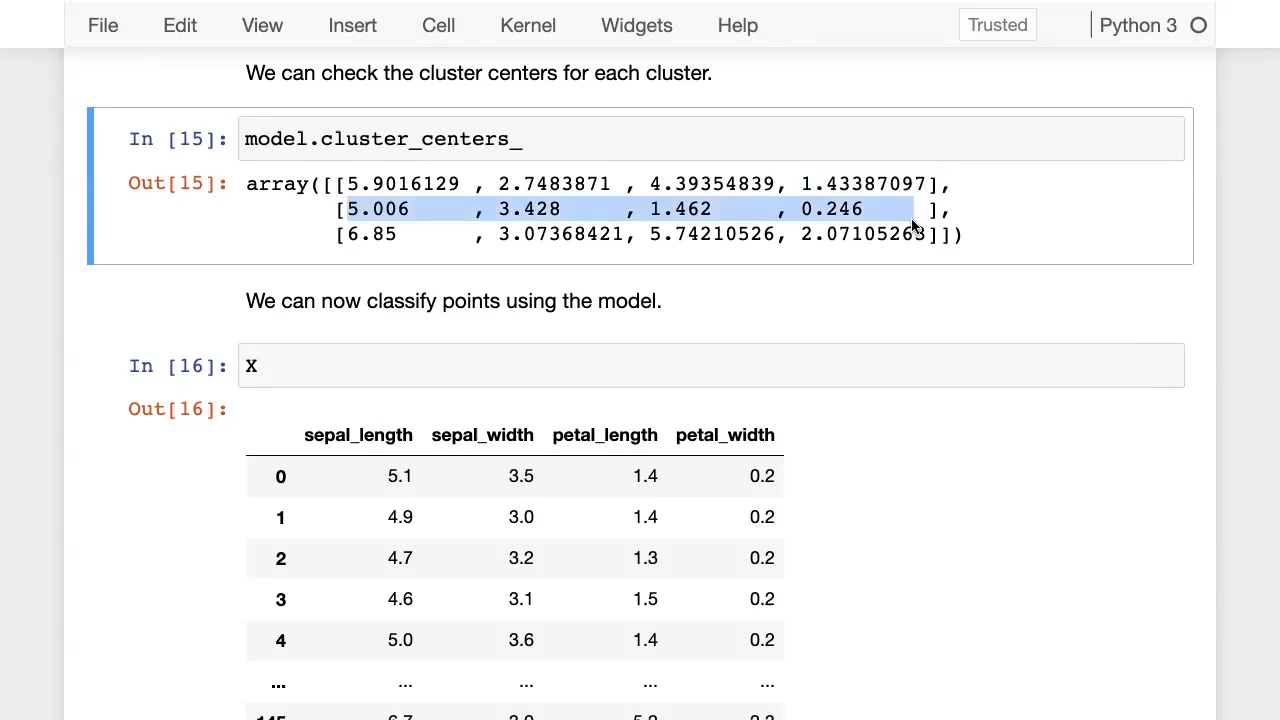 File Edit View Insert Cell Kernel Widgets Help Trusted Python 3
We can check the cluster centers for each cluster.
In [15]: model.cluster_centers_
Out[15]: array([[5.9016129 , 2.7483871 , 4.39354839, 1.43387097],
[5.006 , 3.428 , 1.462 , 0.246 ],
[6.85 , 3.07368421, 5.74210526, 2.07105263]])
We can now classify points using the model.
In [16]: X
Out[16]:
sepal_length sepal_width petal_length petal_width
0 5.1 3.5 1.4 0.2
1 4.9 3.0 1.4 0.2
2 4.7 3.2 1.3 0.2
3 4.6 3.1 1.5 0.2
4 5.0 3.6 1.4 0.2
... ... ... ... ...